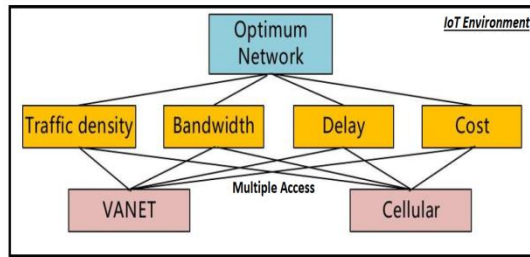 IoT Environment
Optimum
Network
Traffic density
Bandwidth
Delay
Cost
Multiple Access
VANET
Cellular